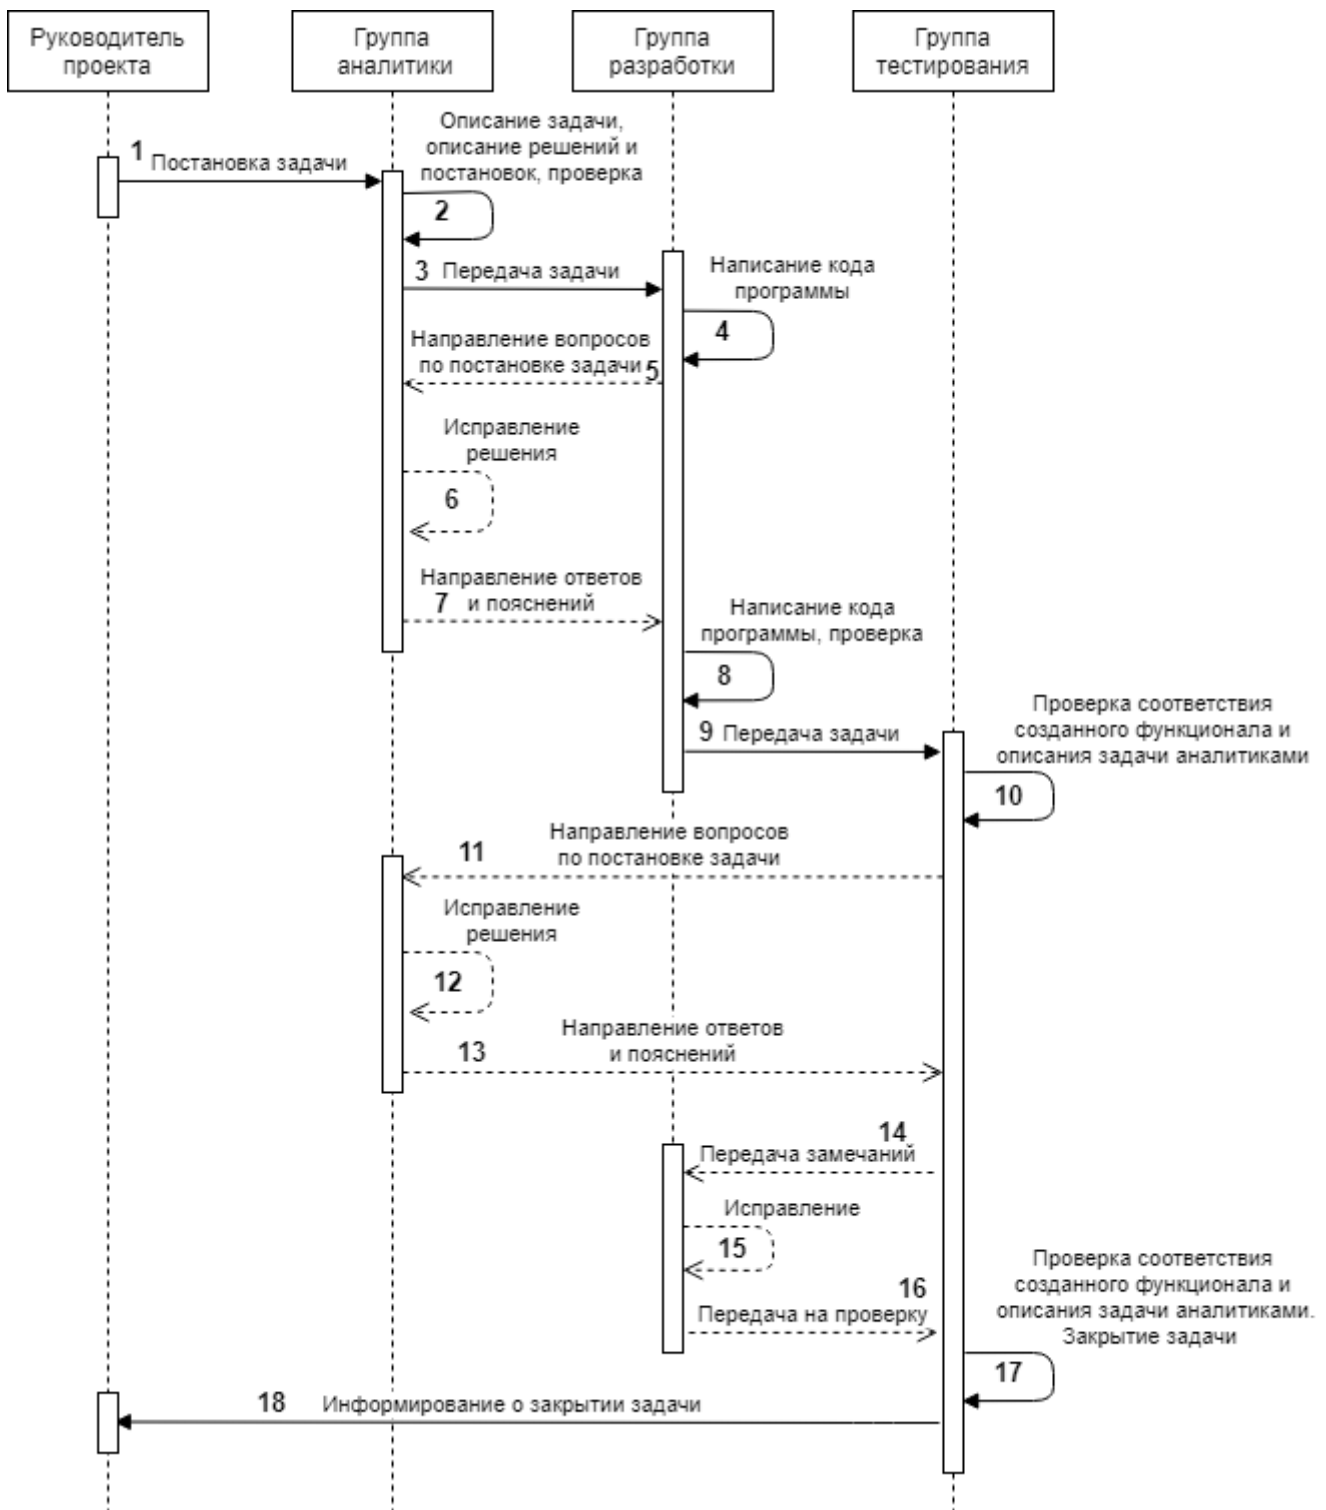 Руководитель
проекта
Группа
аналитики
Группа
разработки
Группа
тестирования
1 Постановка задачи
Описание задачи,
описание решений и
постановок, проверка
2
3 Передача задачи
Написание кода
программы
4
Направление вопросов
по постановке задачи 5
Исправление
решения
6
Направление ответов
7 и пояснений
Написание кода
программы, проверка
8
9 Передача задачи
Проверка соответствия
созданного функционала и
описания задачи аналитиками
10
Направление вопросов
11 по постановке задачи
Исправление
решения
12
Направление ответов
13 и пояснений
14
Передача замечаний
Исправление
15
16
Передача на проверку
Проверка соответствия
созданного функционала и
описания задачи аналитиками.
Закрытие задачи
17
18 Информирование о закрытии задачи